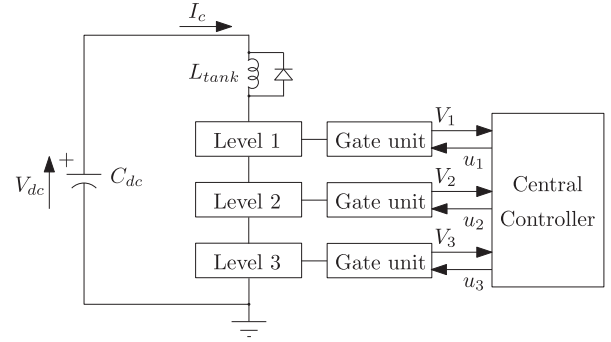 I_c
L_tank
Level 1
Gate unit
V_1
u_1
V_dc
+
C_dc
Level 2
Gate unit
V_2
u_2
Central
Controller
Level 3
Gate unit
V_3
u_3